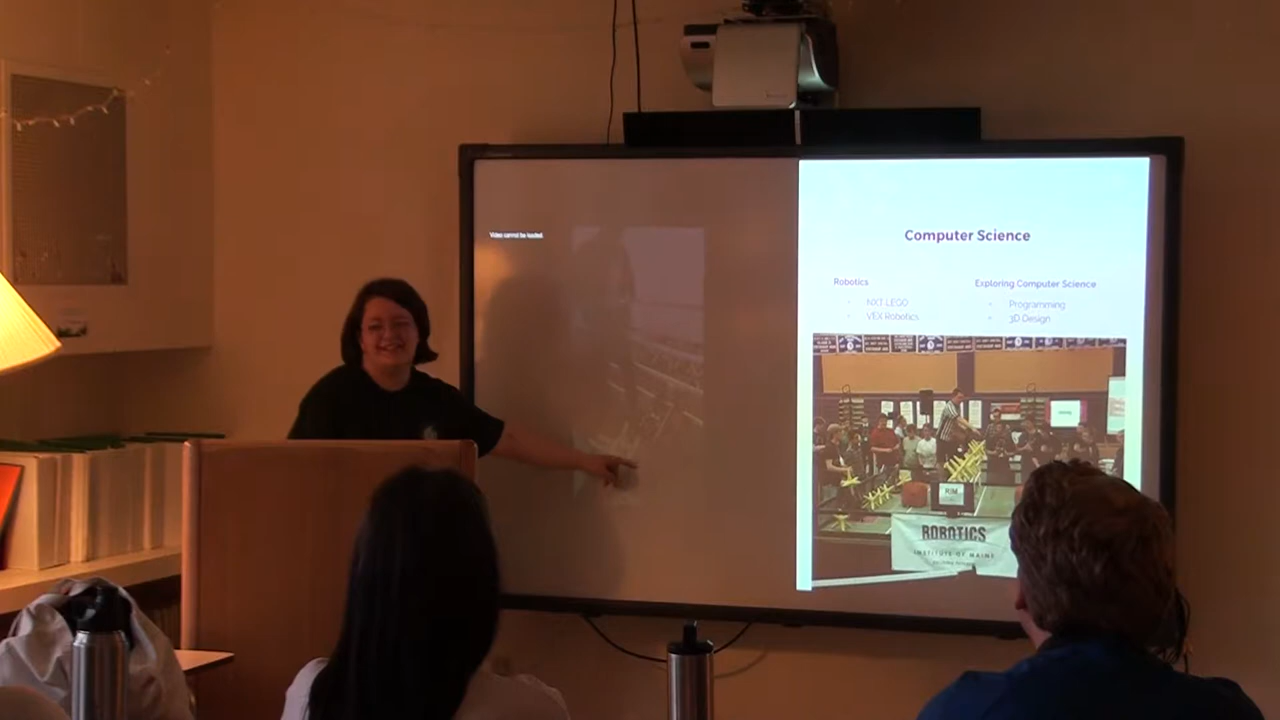 Video cannot be loaded.
Computer Science
Robotics
NXT LEGO
VEX Robotics
Exploring Computer Science
Programming
3D Design
ROBOTICS
INSTITUTE OF MAINE